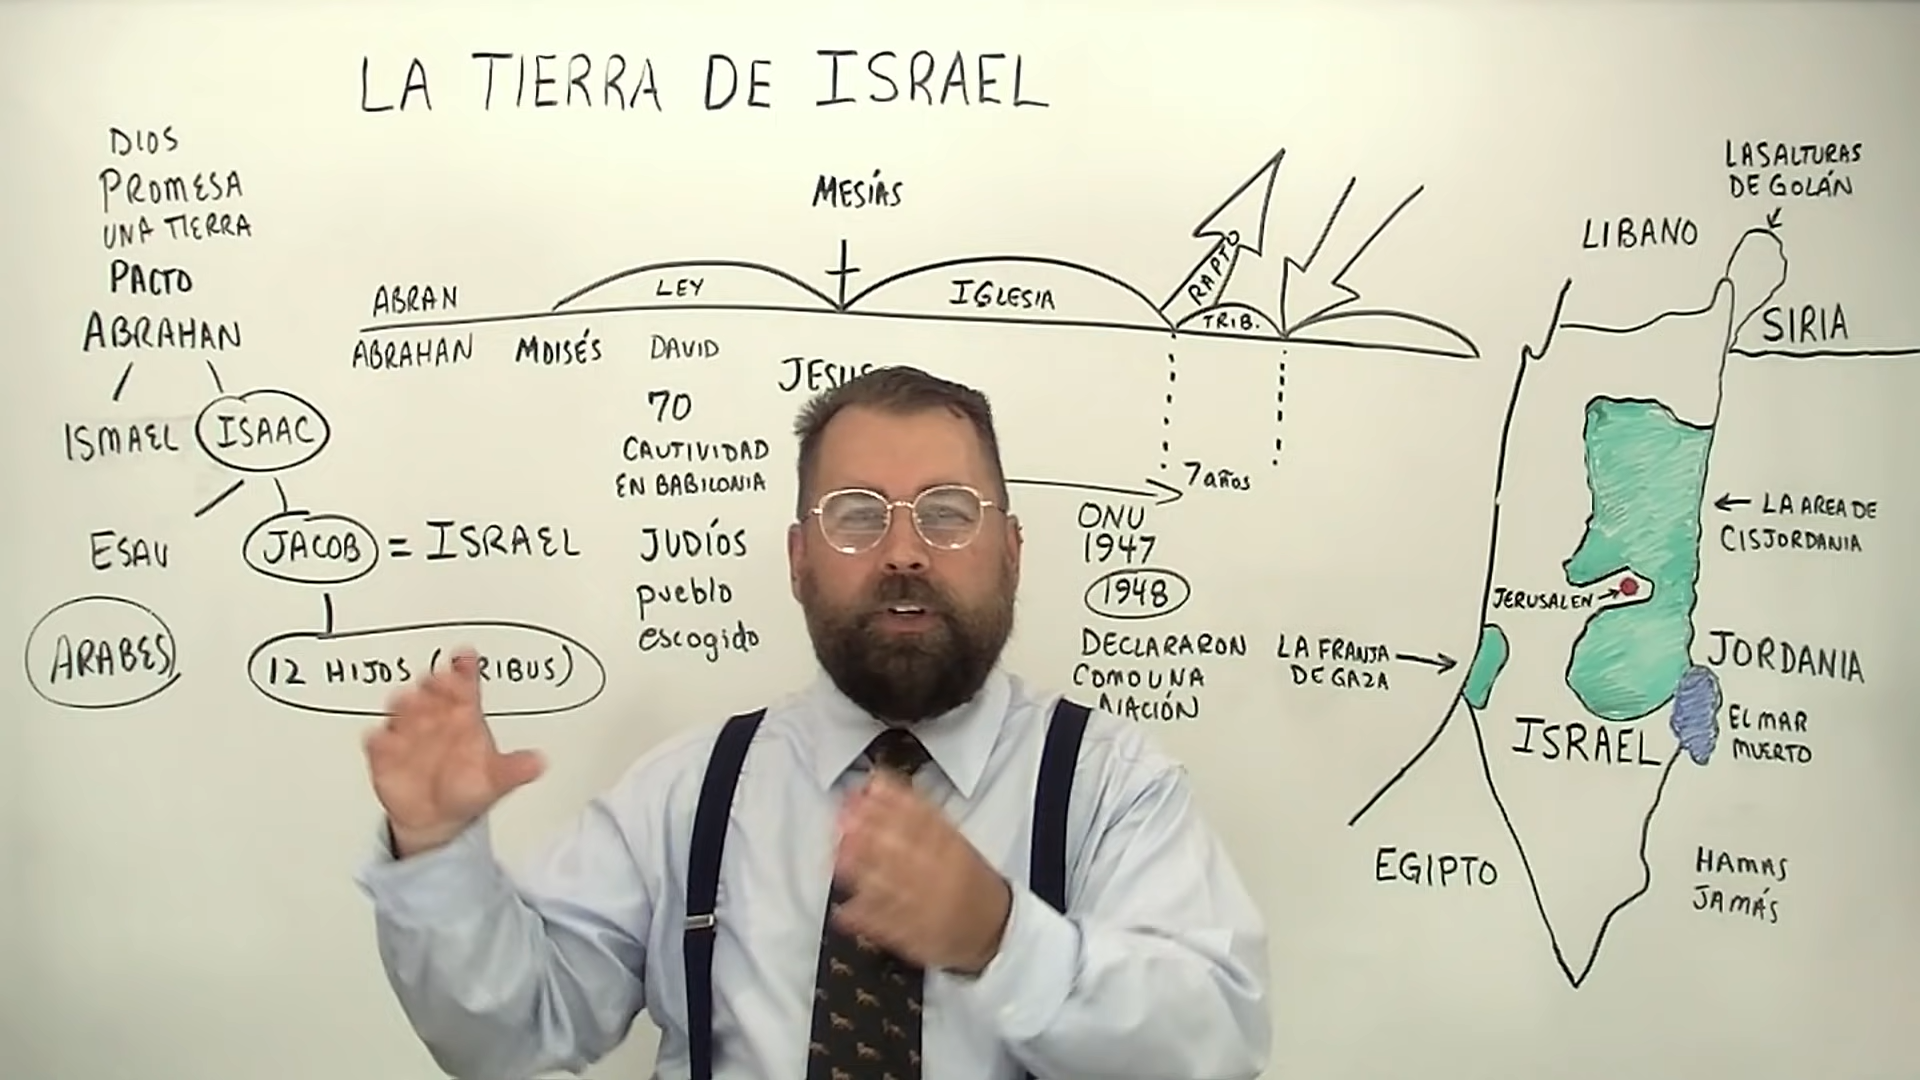 LA TIERRA DE ISRAEL
DIOS
PROMESA
UNA TIERRA
PACTO
ABRAHAN
ISMAEL
ISAAC
ESAU
JACOB = ISRAEL
ARABES
12 HIJOS (TRIBUS)
MESÍAS
ABRAN
LEY
IGLESIA
RAPTO
TRIB.
ABRAHAN
MOISÉS
DAVID
JESUS
70
CAUTIVIDAD
EN BABILONIA
JUDÍOS
pueblo
escogido
7 años
ONU
1947
1948
DECLARARON
COMO UNA
NACIÓN
LAS ALTURAS
DE GOLÁN
LIBANO
SIRIA
LA AREA DE
CISJORDANIA
JERUSALEN
LA FRANJA
DE GAZA
JORDANIA
ISRAEL
EL MAR
MUERTO
EGIPTO
HAMAS
JAMÁS